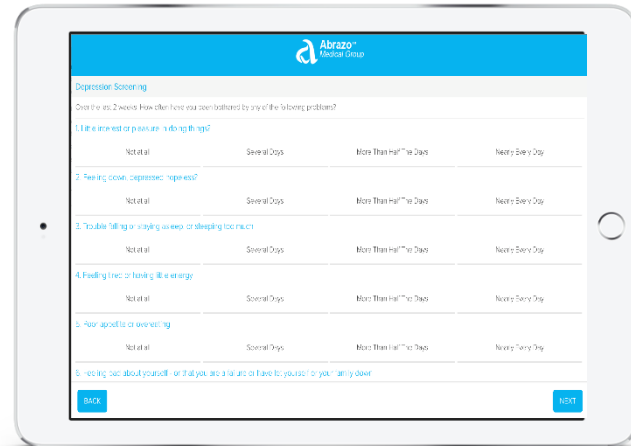 Abrazo™
Medical Group
Depression Screening
Over the last 2 weeks, How often have you been bothered by any of the following problems?
1. Little interest or pleasure in doing things?
Not at all Several Days More Than Half The Days Nearly Every Day
2. Feeling down, depressed, hopeless?
Not at all Several Days More Than Half The Days Nearly Every Day
3. Trouble falling or staying asleep, or sleeping too much
Not at all Several Days More Than Half The Days Nearly Every Day
4. Feeling tired or having little energy
Not at all Several Days More Than Half The Days Nearly Every Day
5. Poor appetite or overeating
Not at all Several Days More Than Half The Days Nearly Every Day
6. Feeling bad about yourself - or that you are a failure or have let yourself or your family down
BACK NEXT